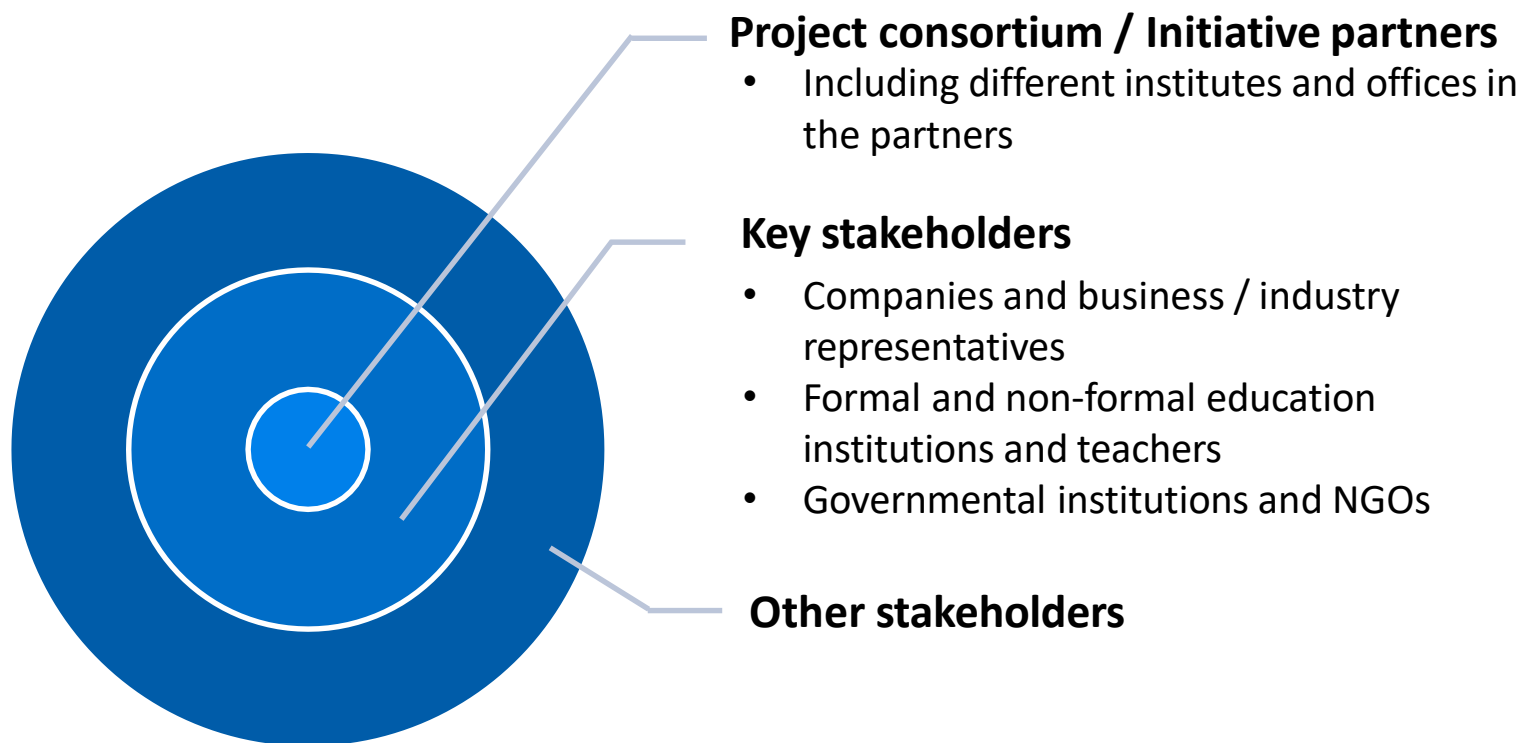 Project consortium / Initiative partners
• Including different institutes and offices in
the partners
Key stakeholders
• Companies and business / industry
representatives
• Formal and non-formal education
institutions and teachers
• Governmental institutions and NGOs
Other stakeholders